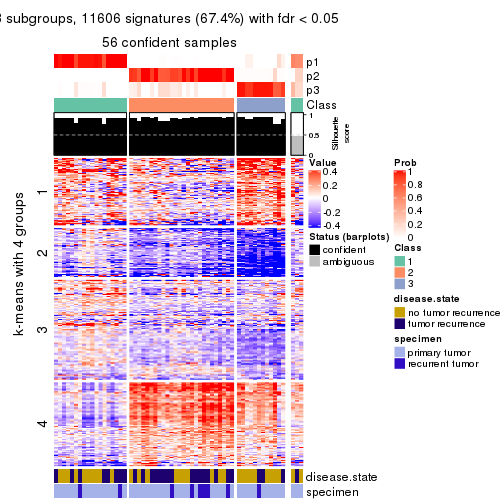 3 subgroups, 11606 signatures (67.4%) with fdr < 0.05
56 confident samples
p1
p2
p3
Class
1
0.5
0
Silhouette
score
k-means with 4 groups
1
2
3
4
Value
0.4
0.2
0
-0.2
-0.4
Status (barplots)
confident
ambiguous
Prob
1
0.8
0.6
0.4
0.2
0
Class
1
2
3
disease.state
no tumor recurrence
tumor recurrence
specimen
primary tumor
recurrent tumor
disease.state
specimen